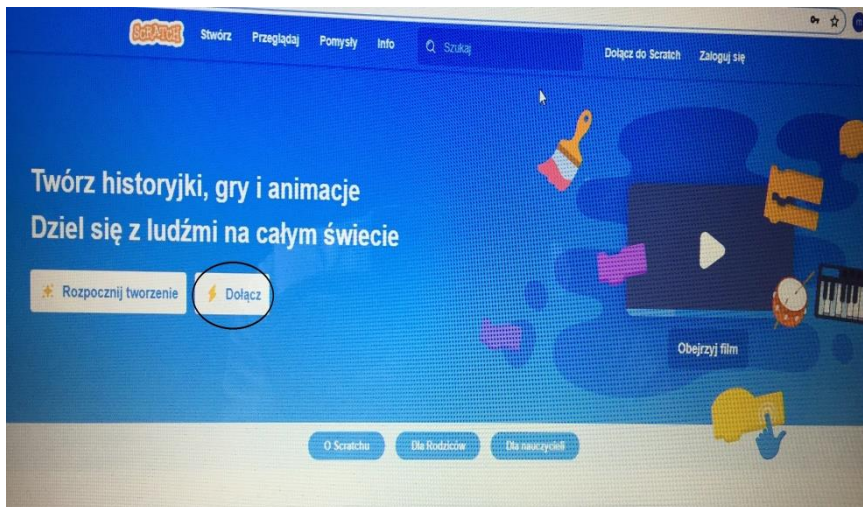 SCRATCH Stwórz Przeglądaj Pomysły Info Szukaj Dołącz do Scratch Zaloguj się
Twórz historyjki, gry i animacje
Dziel się z ludźmi na całym świecie
Rozpocznij tworzenie Dołącz
Obejrzyj film
O Scratchu Dla Rodziców Dla nauczycieli